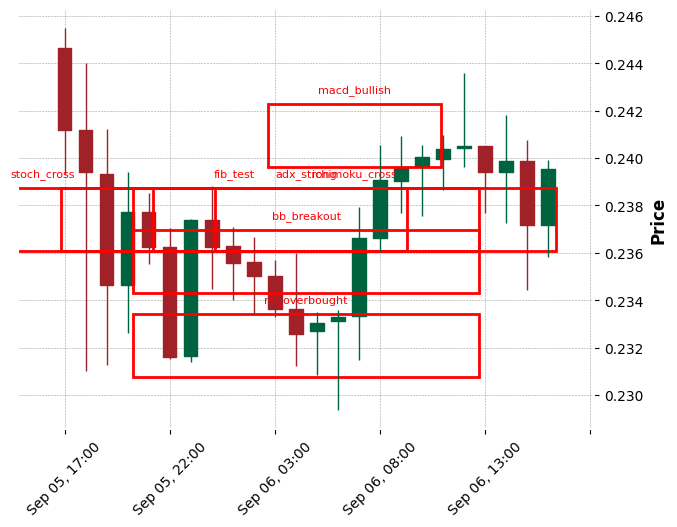 0.246
0.244
macd_bullish
0.242
0.240
stoch_cross
fib_test
adx_strong
ichimoku_cross
0.238
bb_breakout
Price
0.236
0.234
rsi_overbought
0.232
0.230
Sep 05, 17:00
Sep 05, 22:00
Sep 06, 03:00
Sep 06, 08:00
Sep 06, 13:00